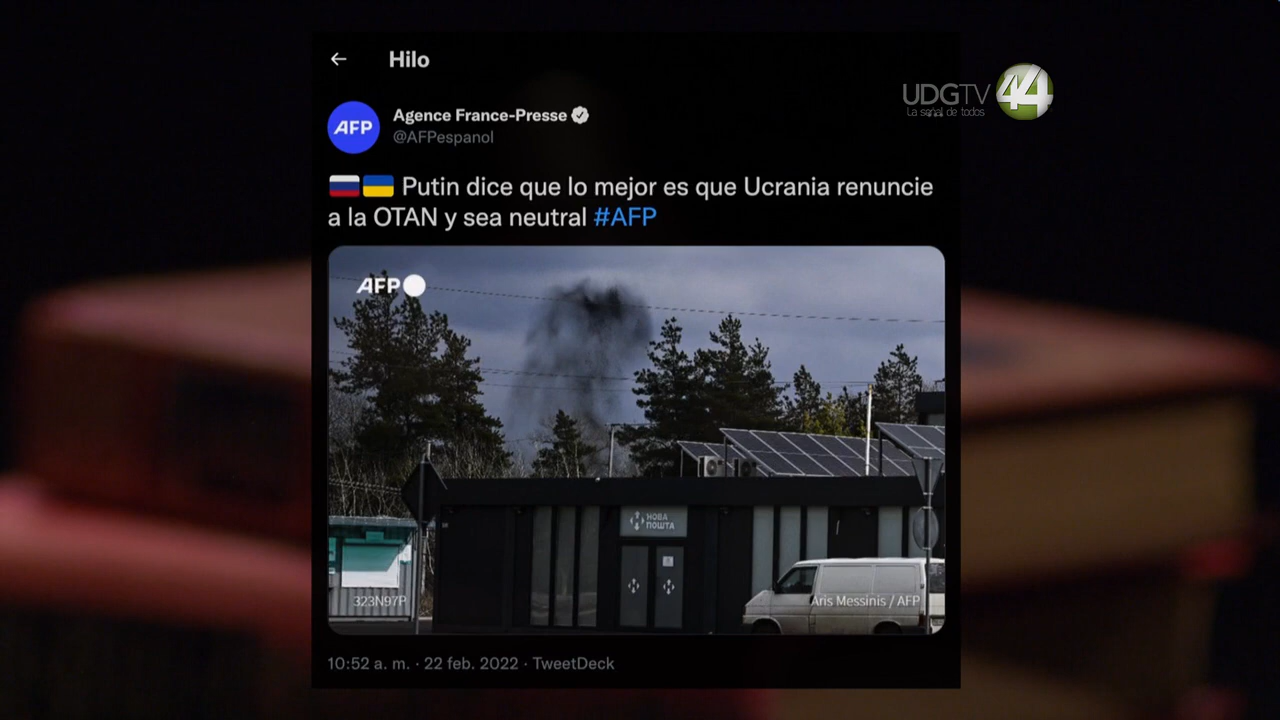 Hilo
UDGTV 44
La señal de todos
AFP
Agence France-Presse
@AFPespanol
Putin dice que lo mejor es que Ucrania renuncie
a la OTAN y sea neutral #AFP
AFP
НОВА
ПОШТА
323N97P
Aris Messinis / AFP
10:52 a. m. · 22 feb. 2022 · TweetDeck